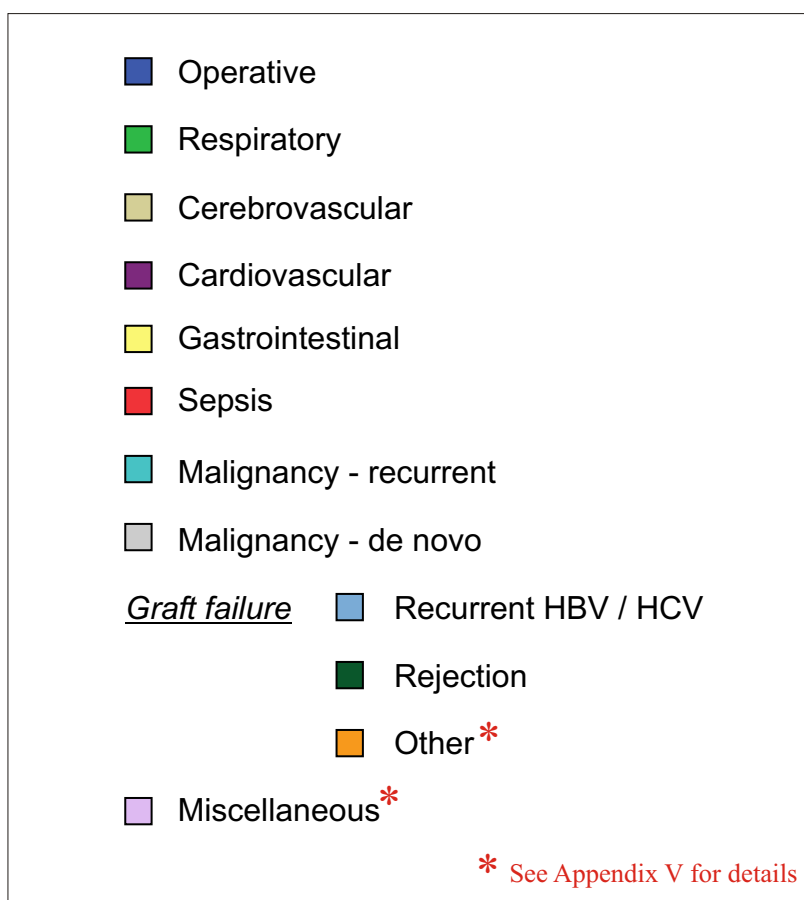 Operative
Respiratory
Cerebrovascular
Cardiovascular
Gastrointestinal
Sepsis
Malignancy - recurrent
Malignancy - de novo
Graft failure Recurrent HBV / HCV
Rejection
Other*
Miscellaneous*
* See Appendix V for details